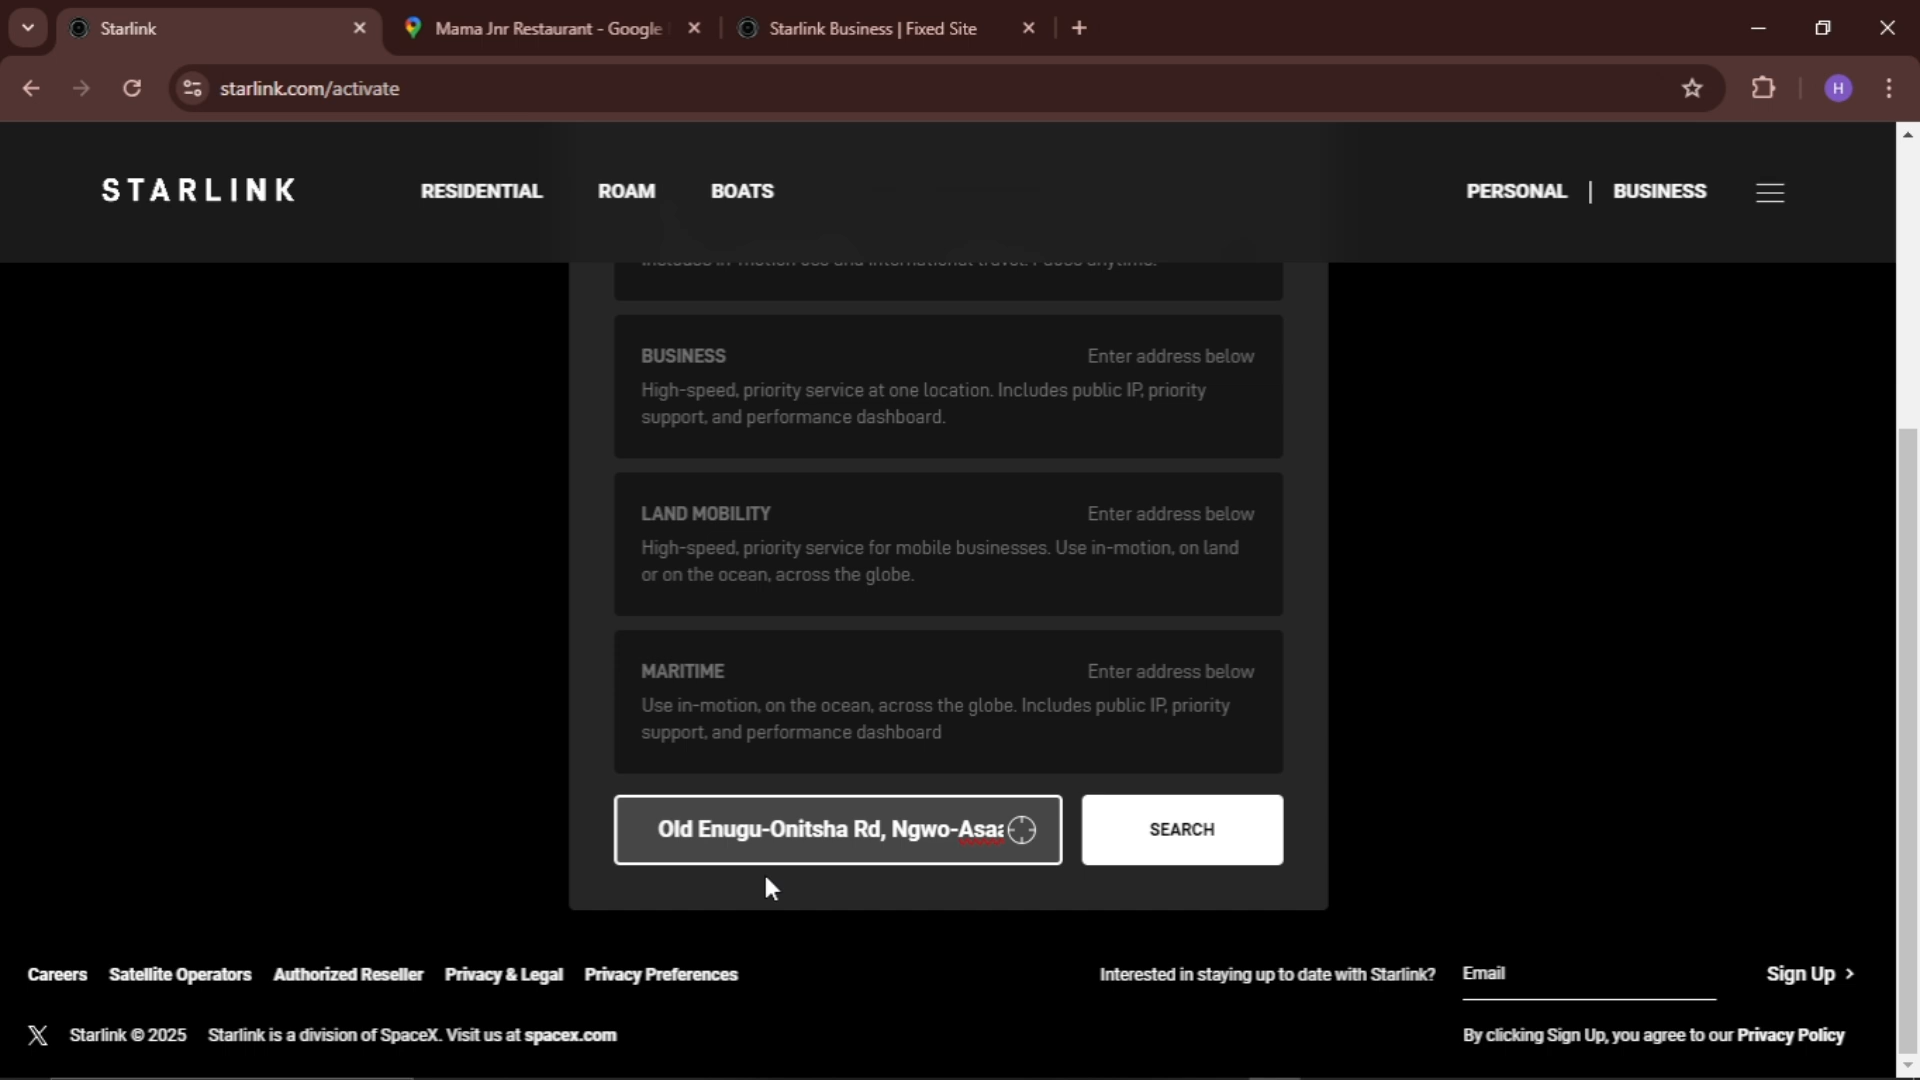 Starlink
Mama Jnr Restaurant - Google
Starlink Business | Fixed Site
starlink.com/activate
H
STARLINK
RESIDENTIAL
ROAM
BOATS
PERSONAL | BUSINESS
BUSINESS
Enter address below
High-speed, priority service at one location. Includes public IP, priority
support, and performance dashboard.
LAND MOBILITY
Enter address below
High-speed, priority service for mobile businesses. Use in-motion, on land
or on the ocean, across the globe.
MARITIME
Enter address below
Use in-motion, on the ocean, across the globe. Includes public IP, priority
support, and performance dashboard
Old Enugu-Onitsha Rd, Ngwo-Asaa
SEARCH
Careers Satellite Operators Authorized Reseller Privacy & Legal Privacy Preferences
Interested in staying up to date with Starlink?
Email
Sign Up >
Starlink © 2025 Starlink is a division of SpaceX. Visit us at spacex.com
By clicking Sign Up, you agree to our Privacy Policy